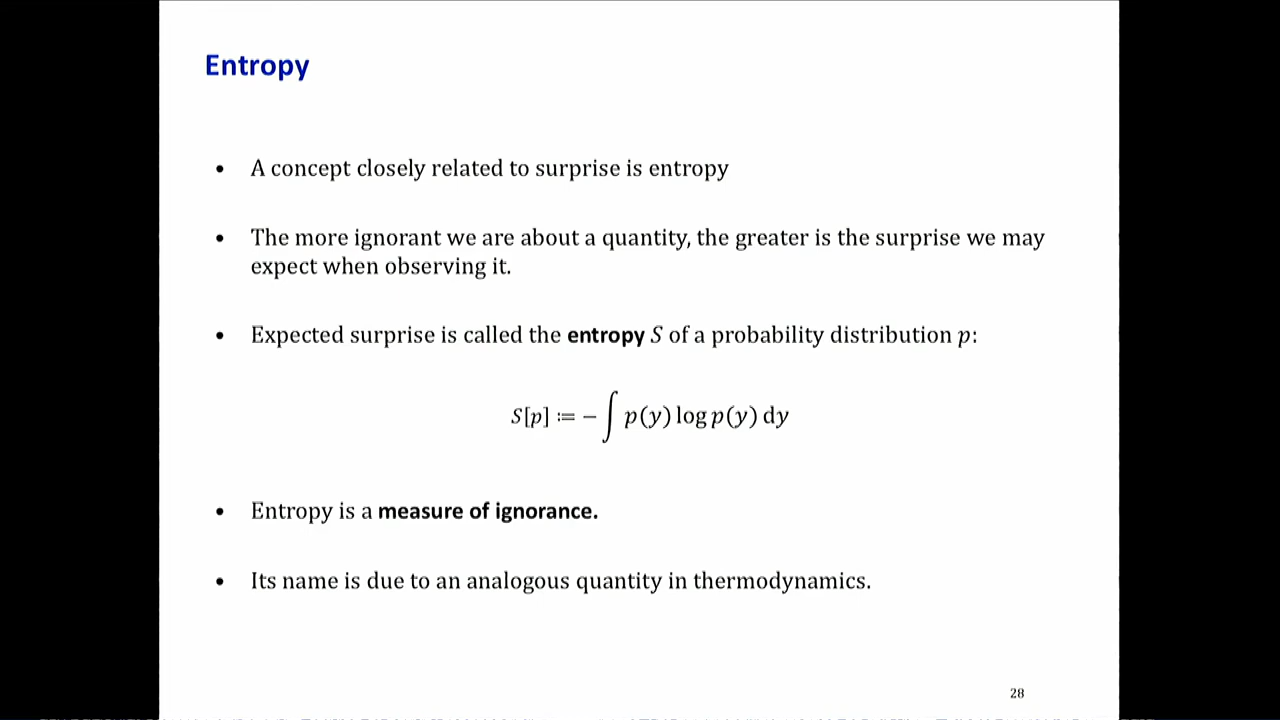 Entropy
• A concept closely related to surprise is entropy
• The more ignorant we are about a quantity, the greater is the surprise we may
expect when observing it.
• Expected surprise is called the entropy S of a probability distribution p:
S[p] ≔ − ∫ p(y) log p(y) dy
• Entropy is a measure of ignorance.
• Its name is due to an analogous quantity in thermodynamics.
28